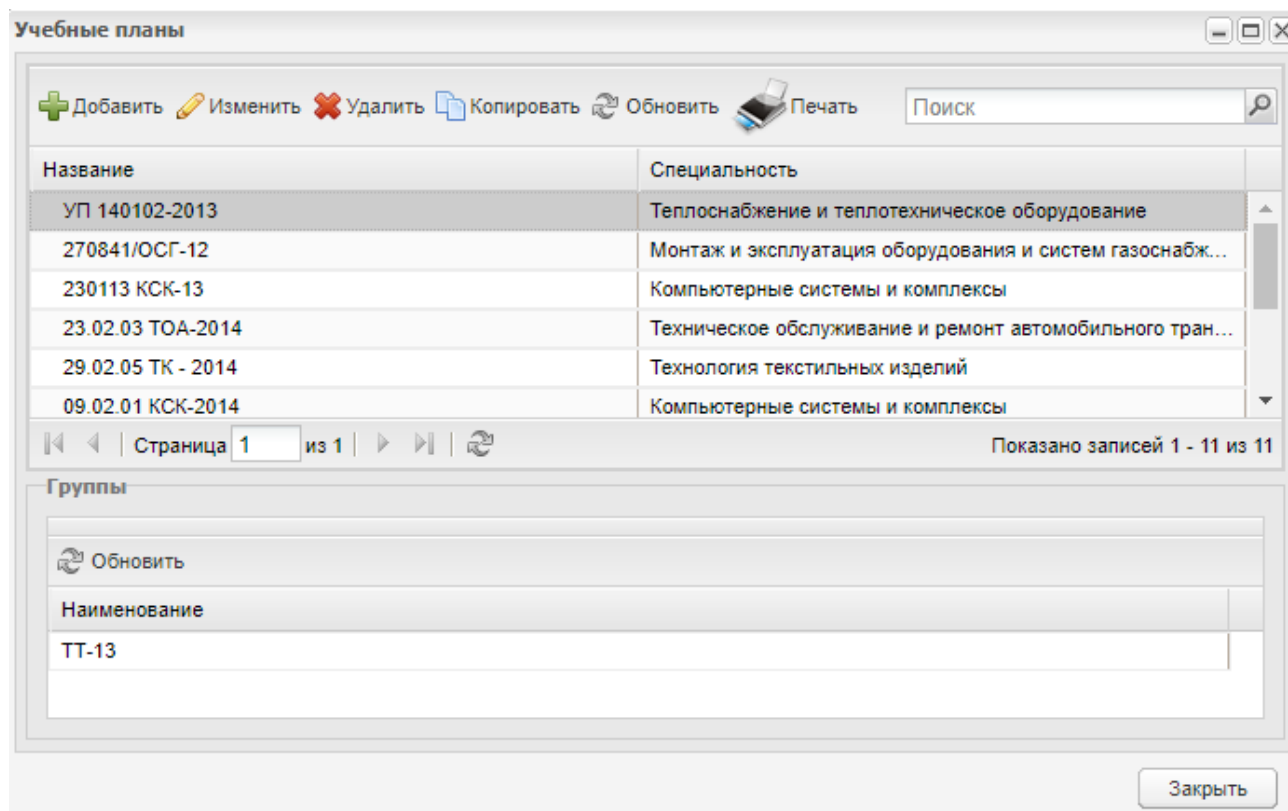 Учебные планы
Добавить Изменить Удалить Копировать Обновить Печать Поиск
Название Специальность
УП 140102-2013 Теплоснабжение и теплотехническое оборудование
270841/ОСГ-12 Монтаж и эксплуатация оборудования и систем газоснабж...
230113 КСК-13 Компьютерные системы и комплексы
23.02.03 ТОА-2014 Техническое обслуживание и ремонт автомобильного тран...
29.02.05 ТК - 2014 Технология текстильных изделий
09.02.01 КСК-2014 Компьютерные системы и комплексы
Страница 1 из 1 Показано записей 1 - 11 из 11
Группы
Обновить
Наименование
ТТ-13
Закрыть